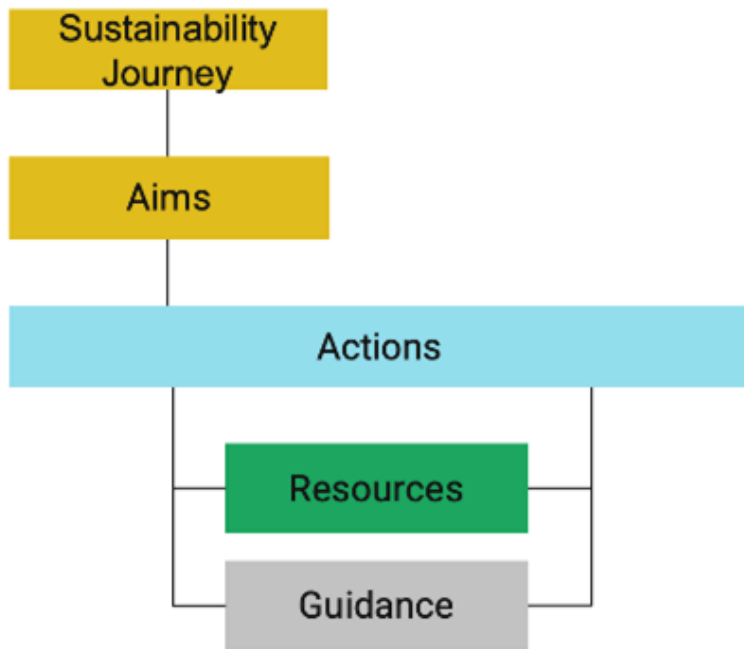 Sustainability
Journey
Aims
Actions
Resources
Guidance